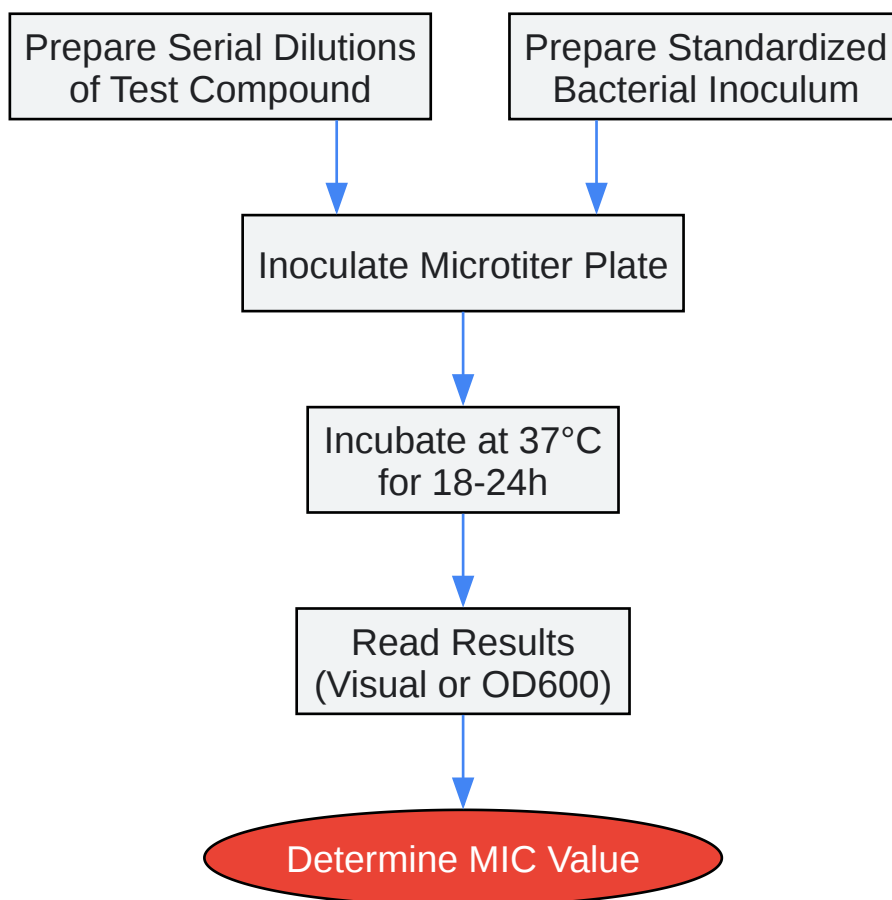 Prepare Serial Dilutions
of Test Compound
Prepare Standardized
Bacterial Inoculum
Inoculate Microtiter Plate
Incubate at 37°C
for 18-24h
Read Results
(Visual or OD600)
Determine MIC Value